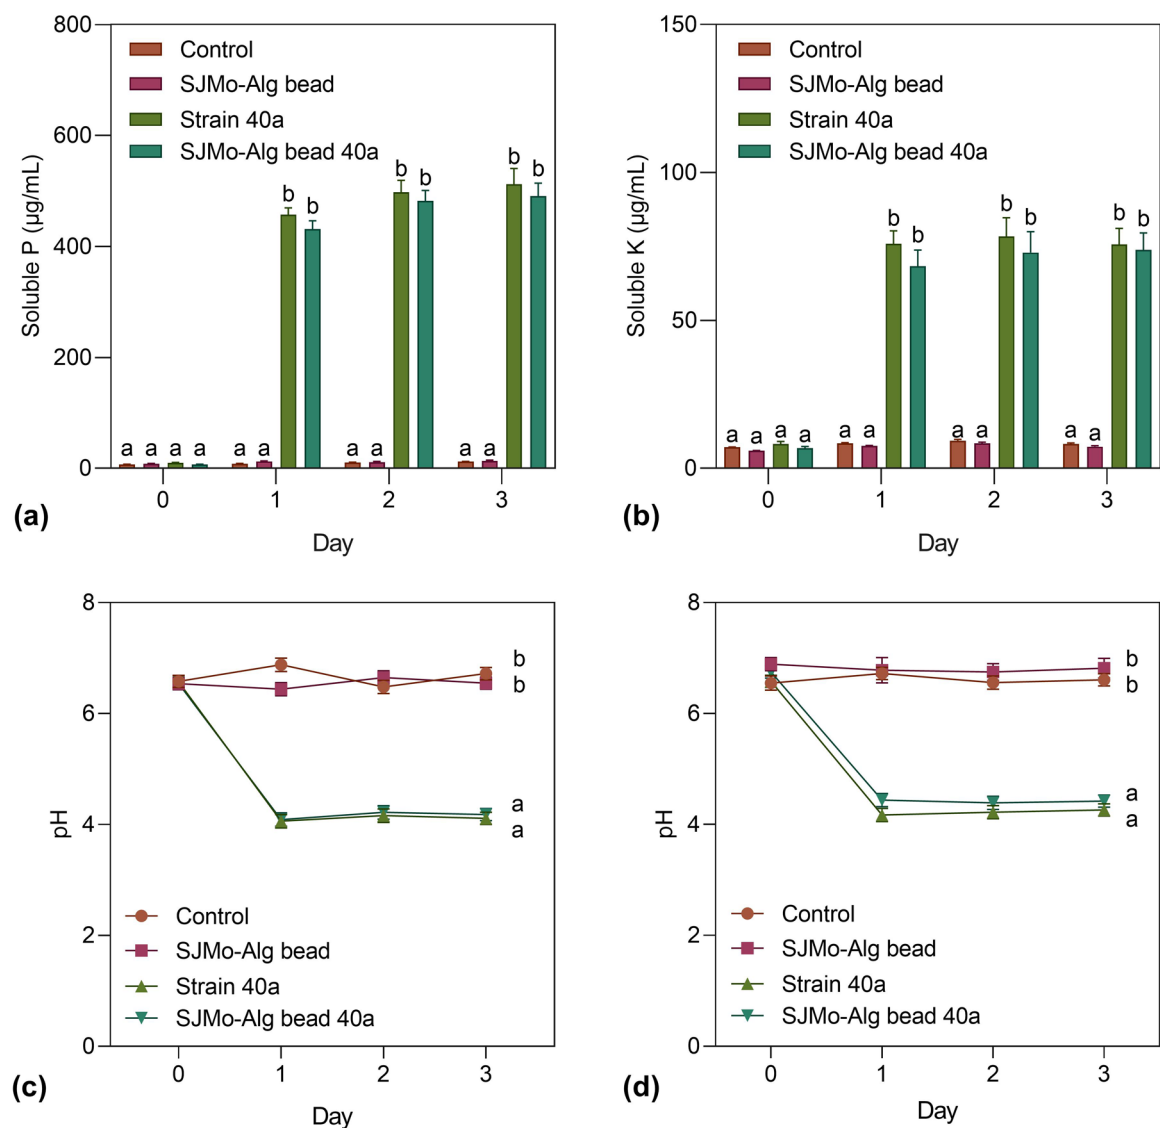 800
600
400
200
0
Soluble P (µg/mL)
Control
SJMo-Alg bead
Strain 40a
SJMo-Alg bead 40a
a a a a
a a b b
a a b b
a a b b
0 1 2 3
Day
(a)
150
100
50
0
Soluble K (µg/mL)
Control
SJMo-Alg bead
Strain 40a
SJMo-Alg bead 40a
a a a a
a a b b
a a b b
a a b b
0 1 2 3
Day
(b)
8
6
4
2
0
pH
b
b
a
a
Control
SJMo-Alg bead
Strain 40a
SJMo-Alg bead 40a
0 1 2 3
Day
(c)
8
6
4
2
0
pH
b
b
a
a
Control
SJMo-Alg bead
Strain 40a
SJMo-Alg bead 40a
0 1 2 3
Day
(d)